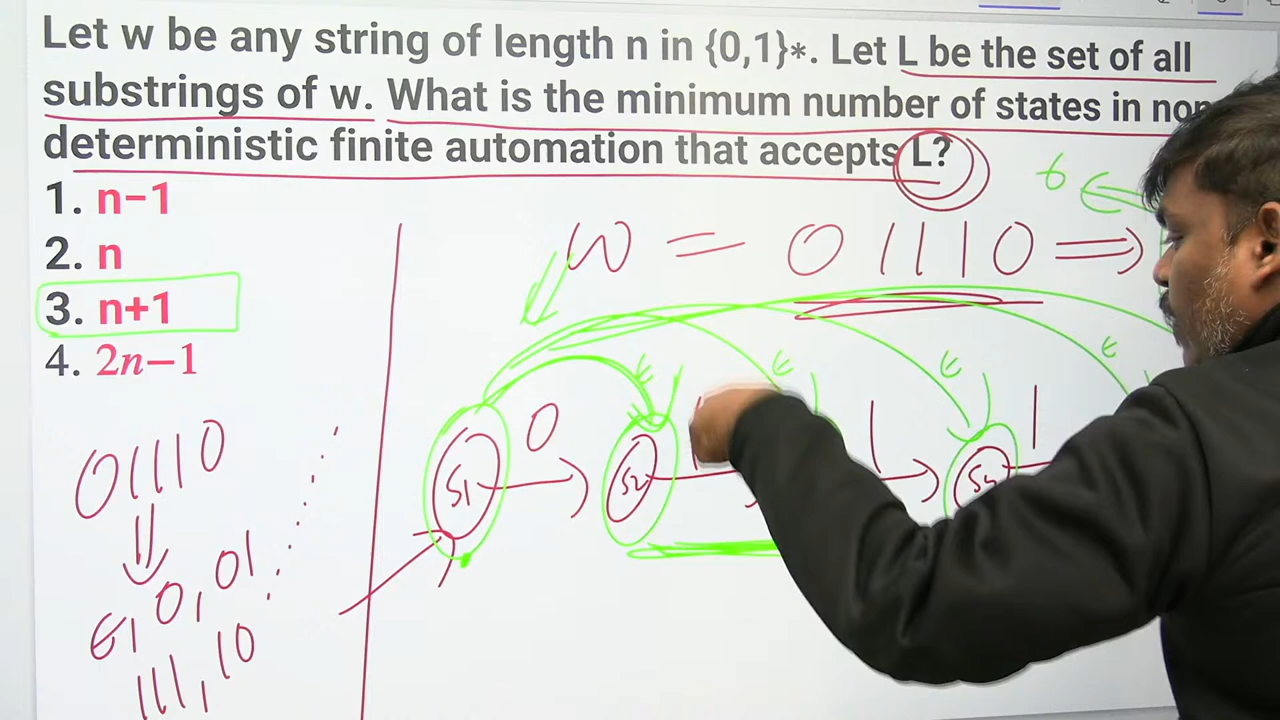 Let w be any string of length n in {0,1}*. Let L be the set of all
substrings of w. What is the minimum number of states in non
deterministic finite automation that accepts L?
1. n−1
2. n
3. n+1
4. 2n−1
6
w = 01110 ⇒
01110
ϵ, 0, 01
111, 10
ϵ ϵ ϵ ϵ
0 1 1 1
S1 S2 S4